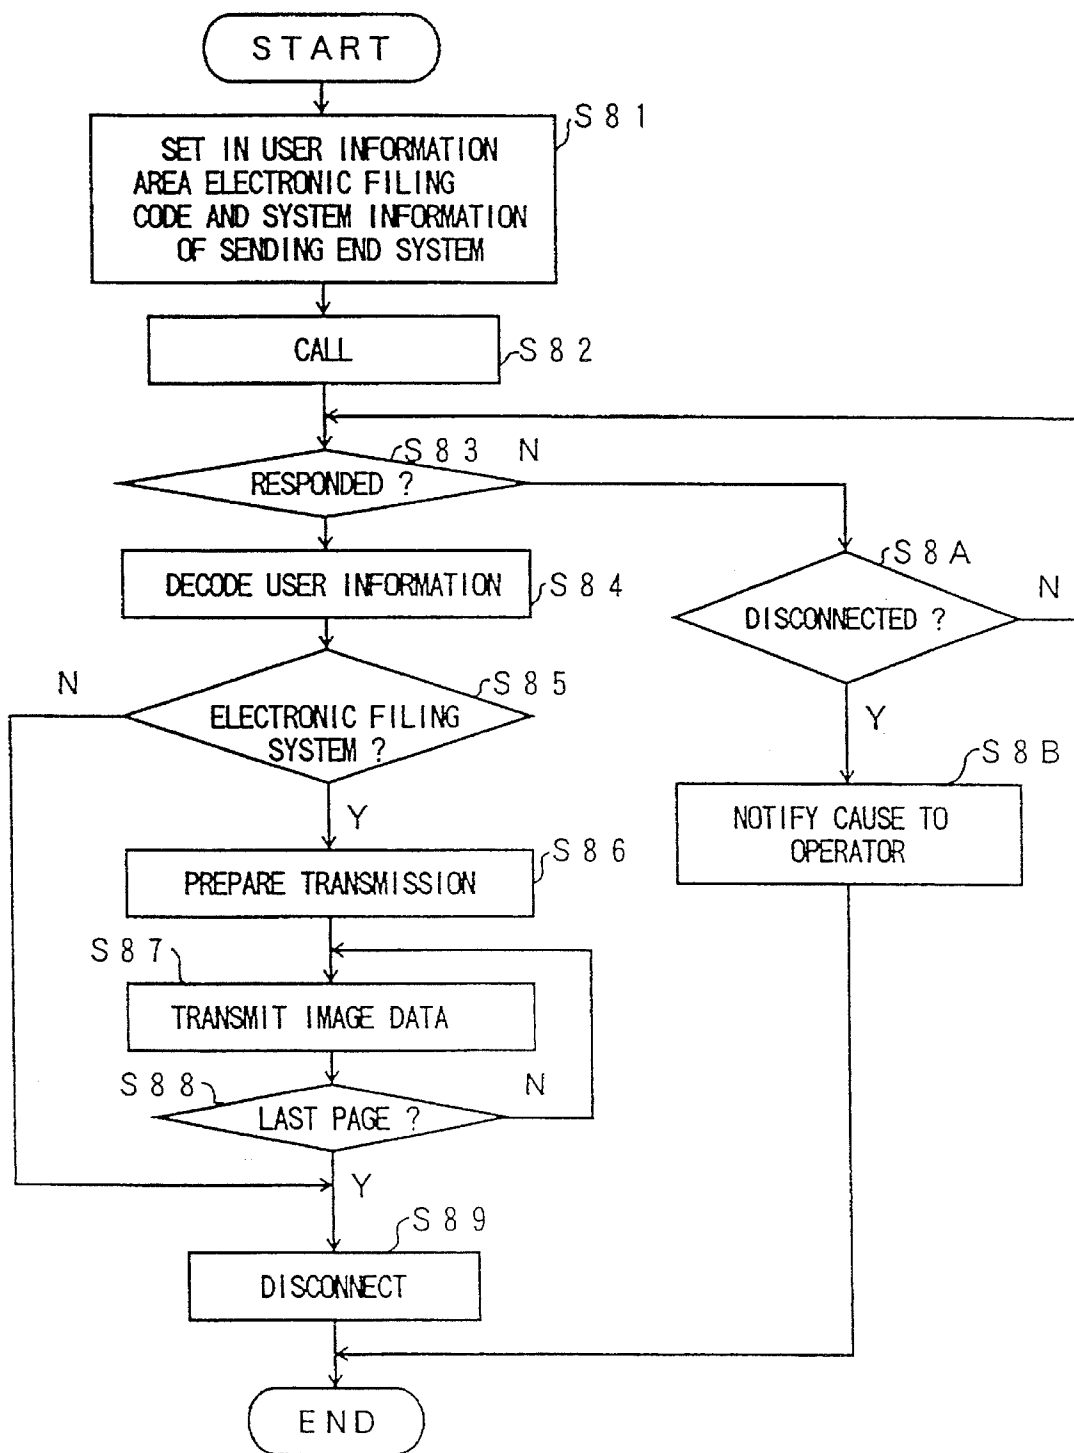 START
S81
SET IN USER INFORMATION
AREA ELECTRONIC FILING
CODE AND SYSTEM INFORMATION
OF SENDING END SYSTEM
CALL
S82
S83
N
RESPONDED ?
S8A
DECODE USER INFORMATION
S84
DISCONNECTED ?
N
N
S85
ELECTRONIC FILING
SYSTEM ?
Y
S8B
Y
NOTIFY CAUSE TO
OPERATOR
S86
PREPARE TRANSMISSION
S87
TRANSMIT IMAGE DATA
S88
N
LAST PAGE ?
Y
S89
DISCONNECT
END